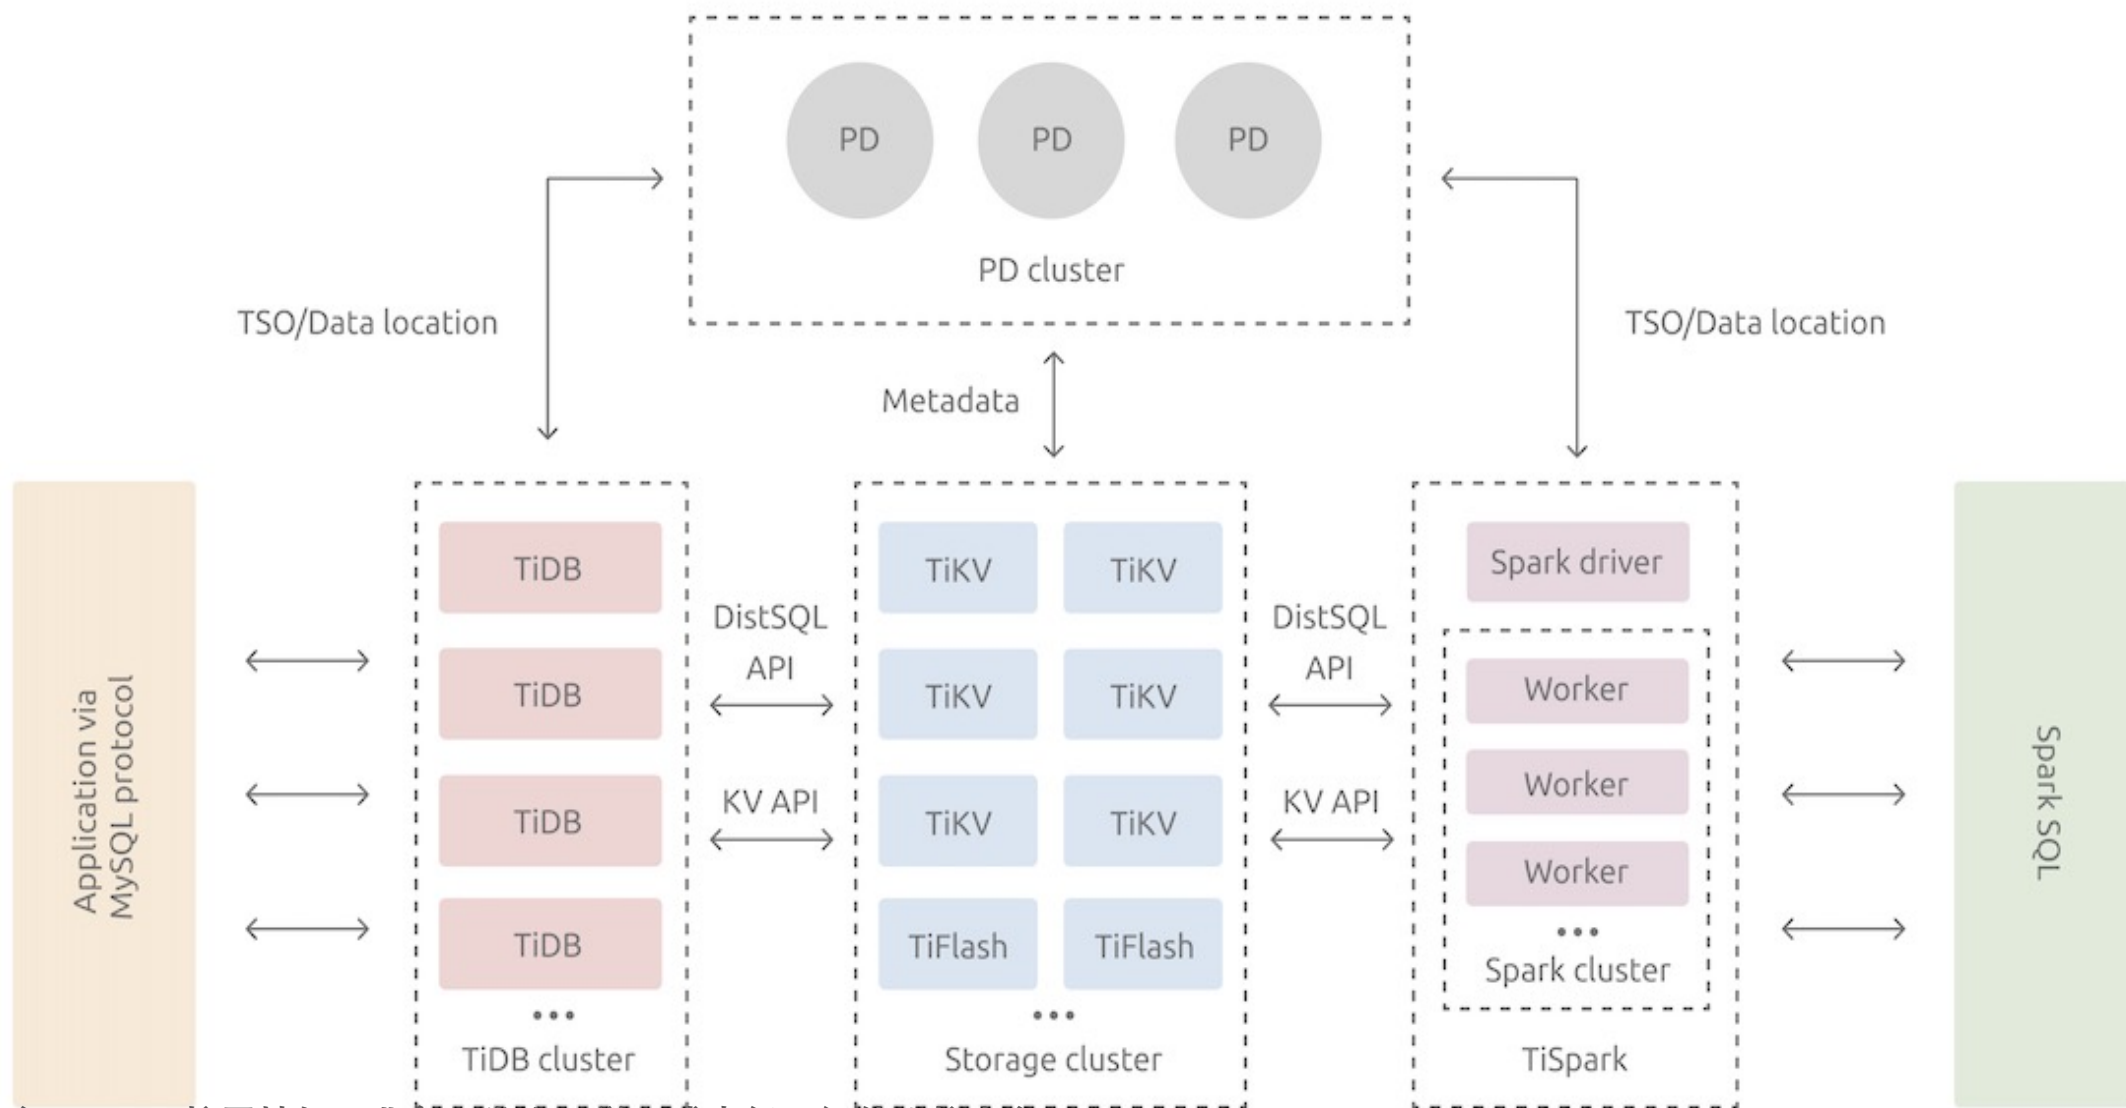 PD
PD
PD
PD cluster
TSO/Data location
TSO/Data location
Metadata
Application via
MySQL protocol
TiDB
TiDB
TiDB
TiDB
•••
TiDB cluster
DistSQL
API
KV API
TiKV
TiKV
TiKV
TiKV
TiKV
TiKV
TiFlash
TiFlash
•••
Storage cluster
DistSQL
API
KV API
Spark driver
Worker
Worker
Worker
•••
Spark cluster
TiSpark
Spark SQL